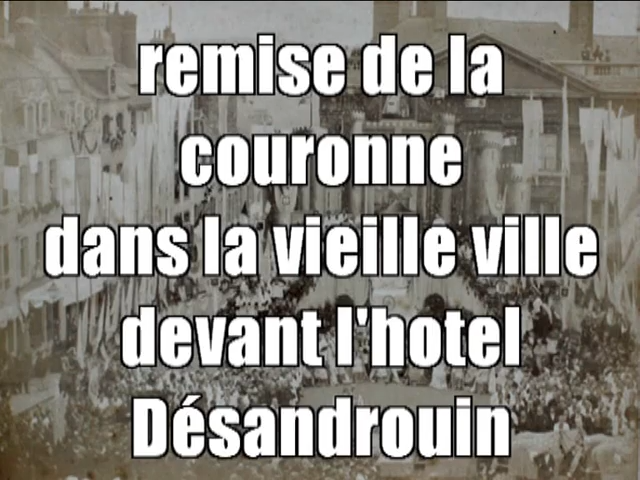 remise de la
couronne
dans la vieille ville
devant l'hotel
Désandrouin